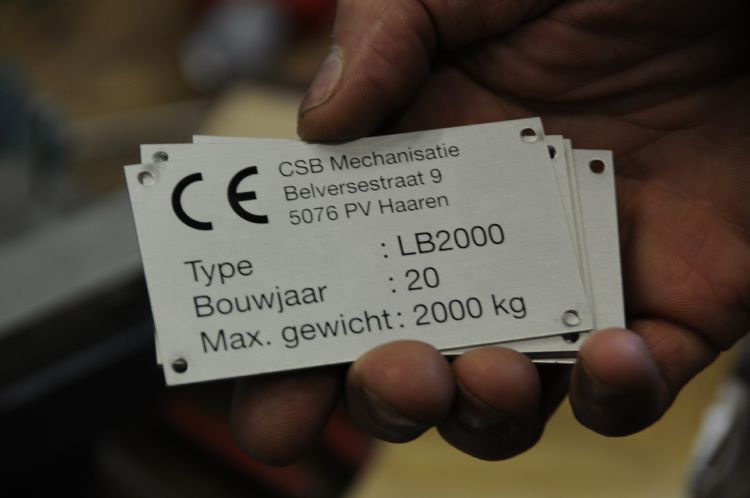 CE
CSB Mechanisatie
Belversestraat 9
5076 PV Haaren
Type : LB2000
Bouwjaar : 20
Max. gewicht : 2000 kg